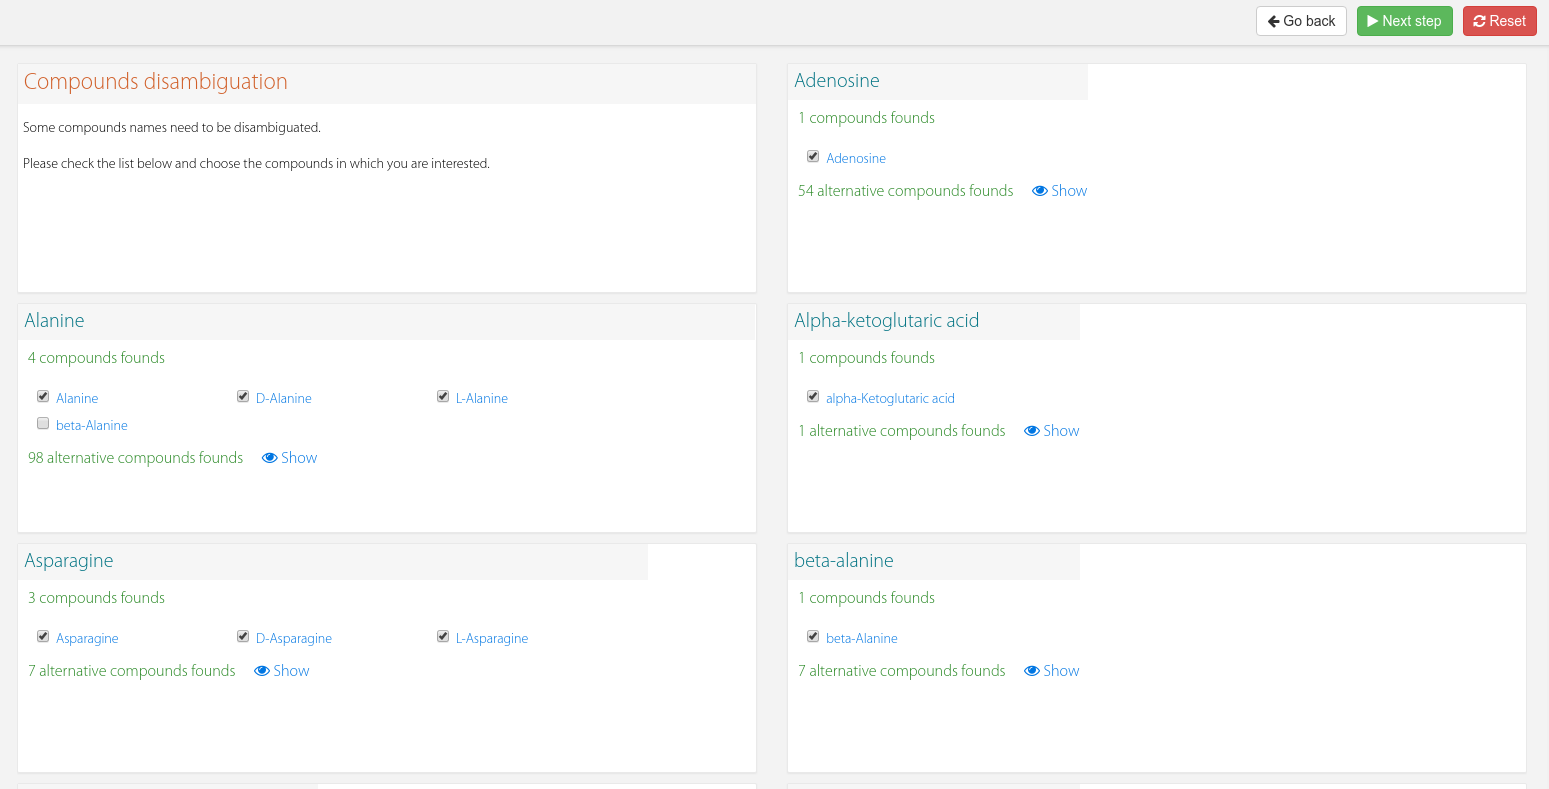 Go back Next step Reset
Compounds disambiguation
Some compounds names need to be disambiguated.
Please check the list below and choose the compounds in which you are interested.
Adenosine
1 compounds founds
Adenosine
54 alternative compounds founds Show
Alanine
4 compounds founds
Alanine D-Alanine L-Alanine
beta-Alanine
98 alternative compounds founds Show
Alpha-ketoglutaric acid
1 compounds founds
alpha-Ketoglutaric acid
1 alternative compounds founds Show
Asparagine
3 compounds founds
Asparagine D-Asparagine L-Asparagine
7 alternative compounds founds Show
beta-alanine
1 compounds founds
beta-Alanine
7 alternative compounds founds Show